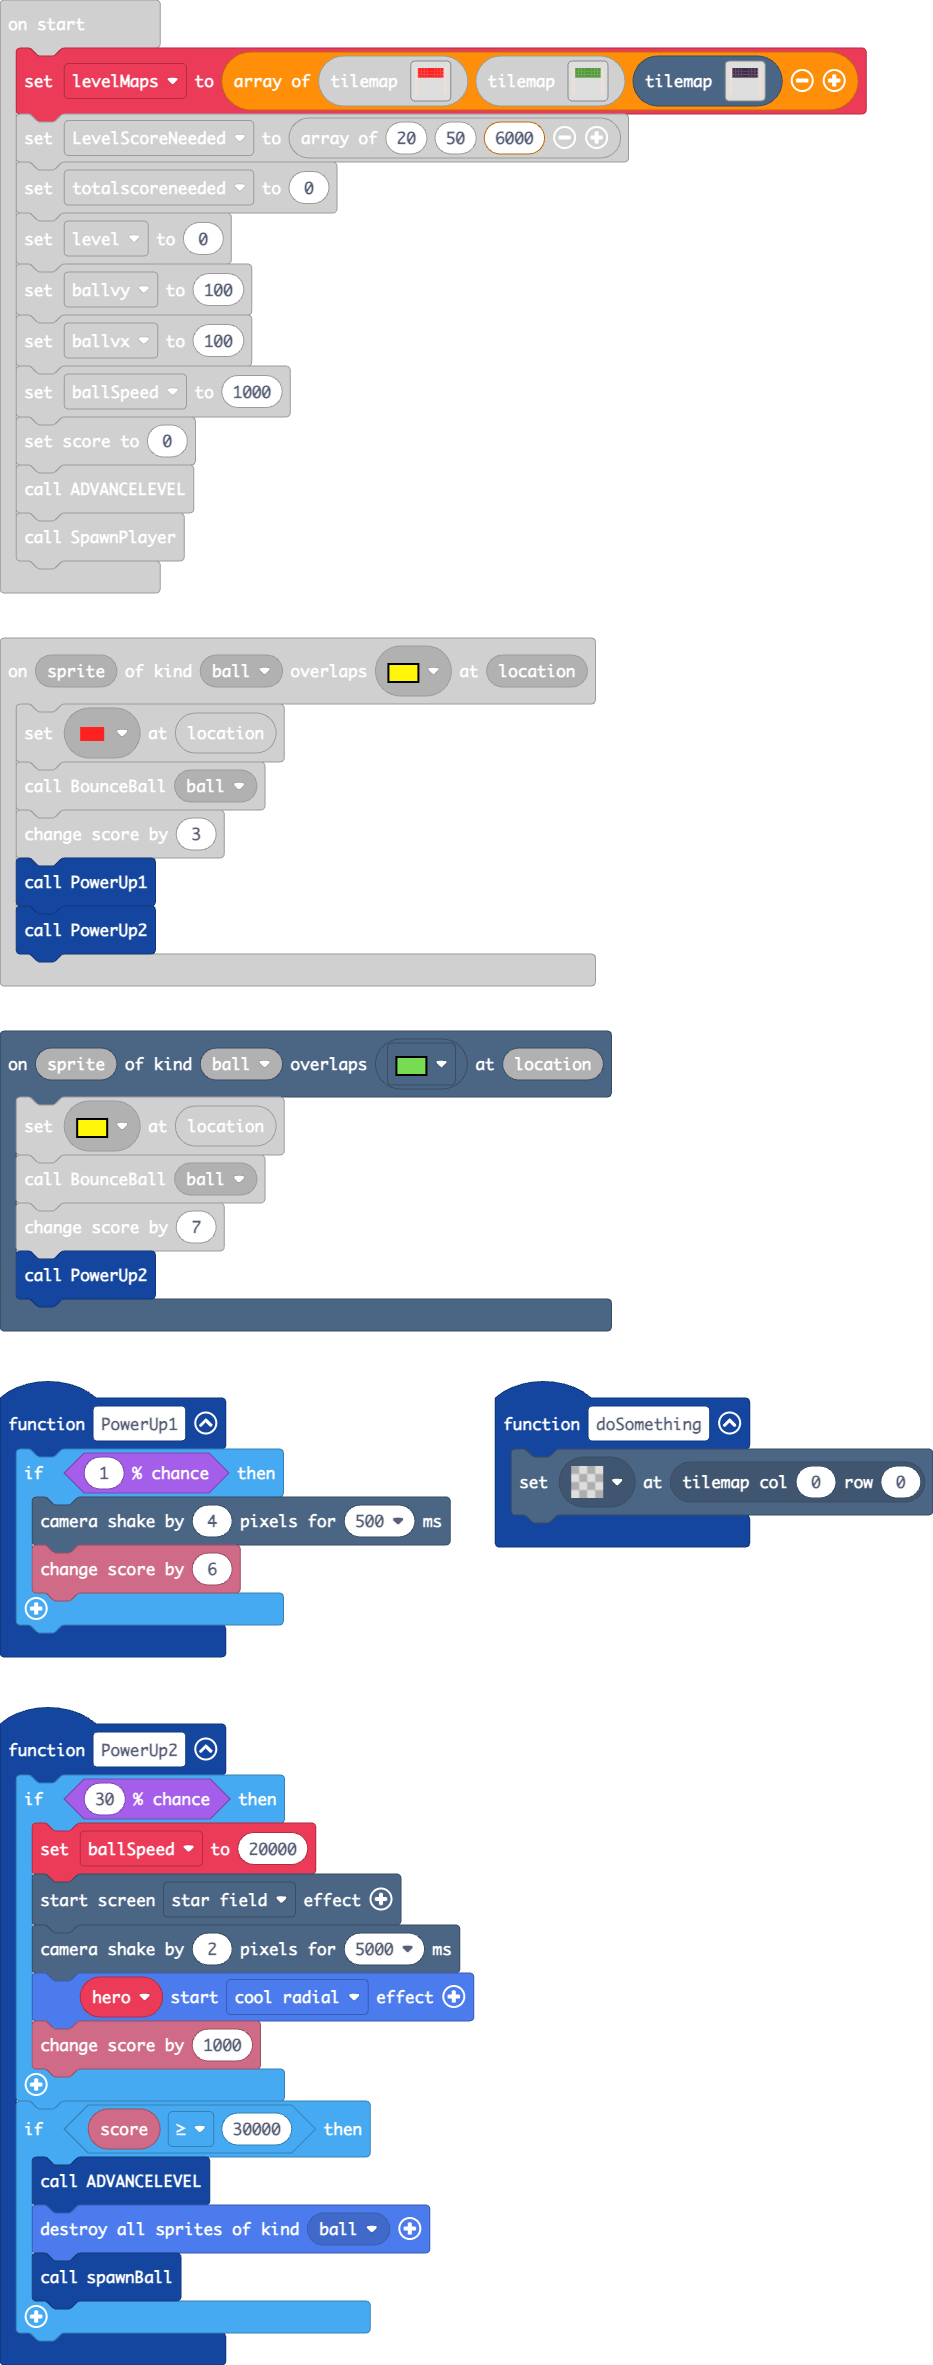 on start
set levelMaps to array of tilemap tilemap tilemap
set LevelScoreNeeded to array of 20 50 6000
set totalscoreneeded to 0
set level to 0
set ballvy to 100
set ballvx to 100
set ballSpeed to 1000
set score to 0
call ADVANCELEVEL
call SpawnPlayer
on sprite of kind ball overlaps at location
set at location
call BounceBall ball
change score by 3
call PowerUp1
call PowerUp2
on sprite of kind ball overlaps at location
set at location
call BounceBall ball
change score by 7
call PowerUp2
function PowerUp1
if 1 % chance then
camera shake by 4 pixels for 500 ms
change score by 6
function doSomething
set at tilemap col 0 row 0
function PowerUp2
if 30 % chance then
set ballSpeed to 20000
start screen star field effect
camera shake by 2 pixels for 5000 ms
hero start cool radial effect
change score by 1000
if score ≥ 30000 then
call ADVANCELEVEL
destroy all sprites of kind ball
call spawnBall